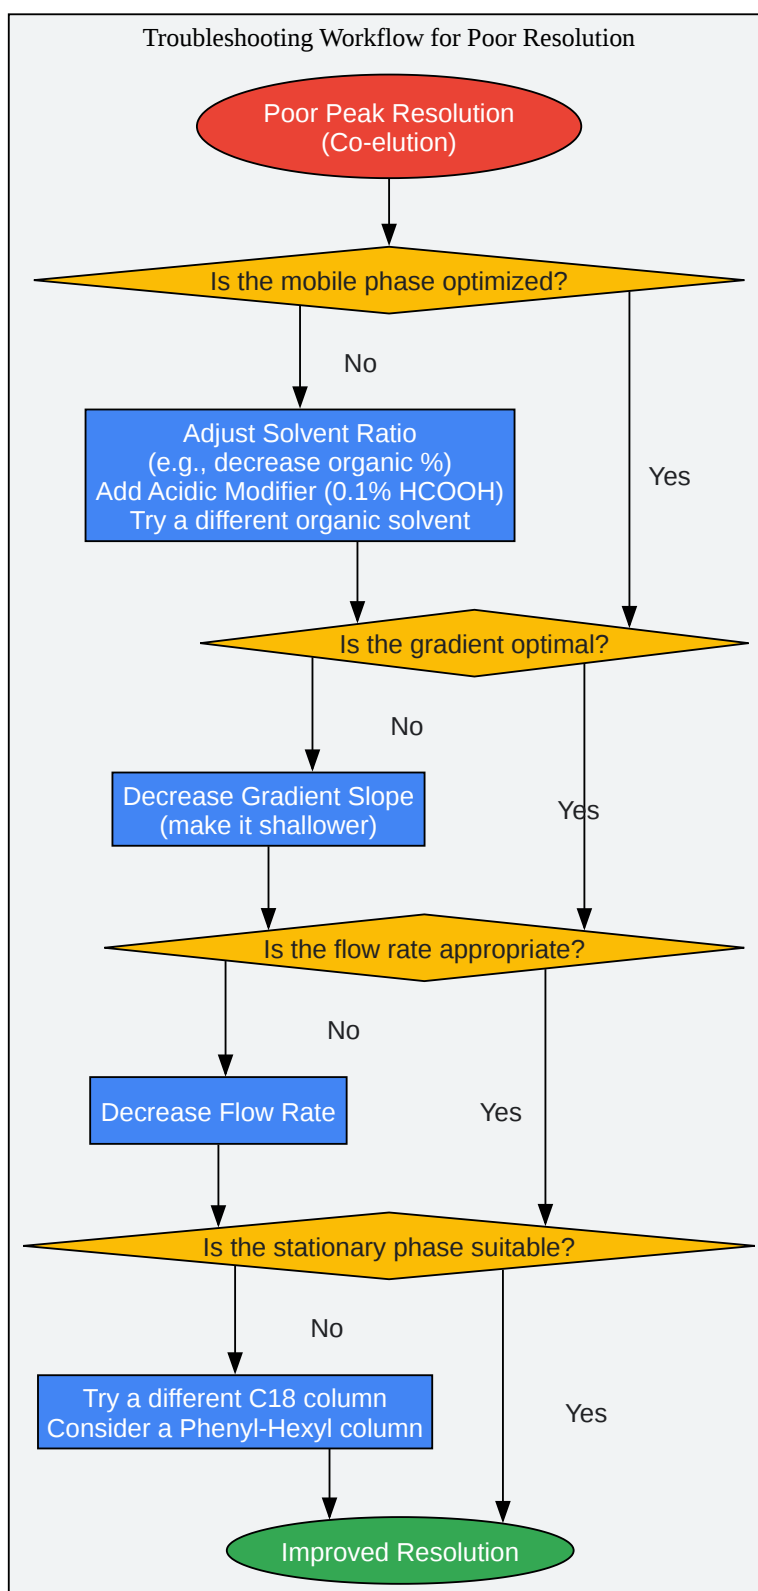 Troubleshooting Workflow for Poor Resolution
Poor Peak Resolution
(Co-elution)
Is the mobile phase optimized?
No
Adjust Solvent Ratio
(e.g., decrease organic %)
Add Acidic Modifier (0.1% HCOOH)
Try a different organic solvent
Yes
Is the gradient optimal?
No
Decrease Gradient Slope
(make it shallower)
Yes
Is the flow rate appropriate?
No
Decrease Flow Rate
Yes
Is the stationary phase suitable?
No
Try a different C18 column
Consider a Phenyl-Hexyl column
Yes
Improved Resolution